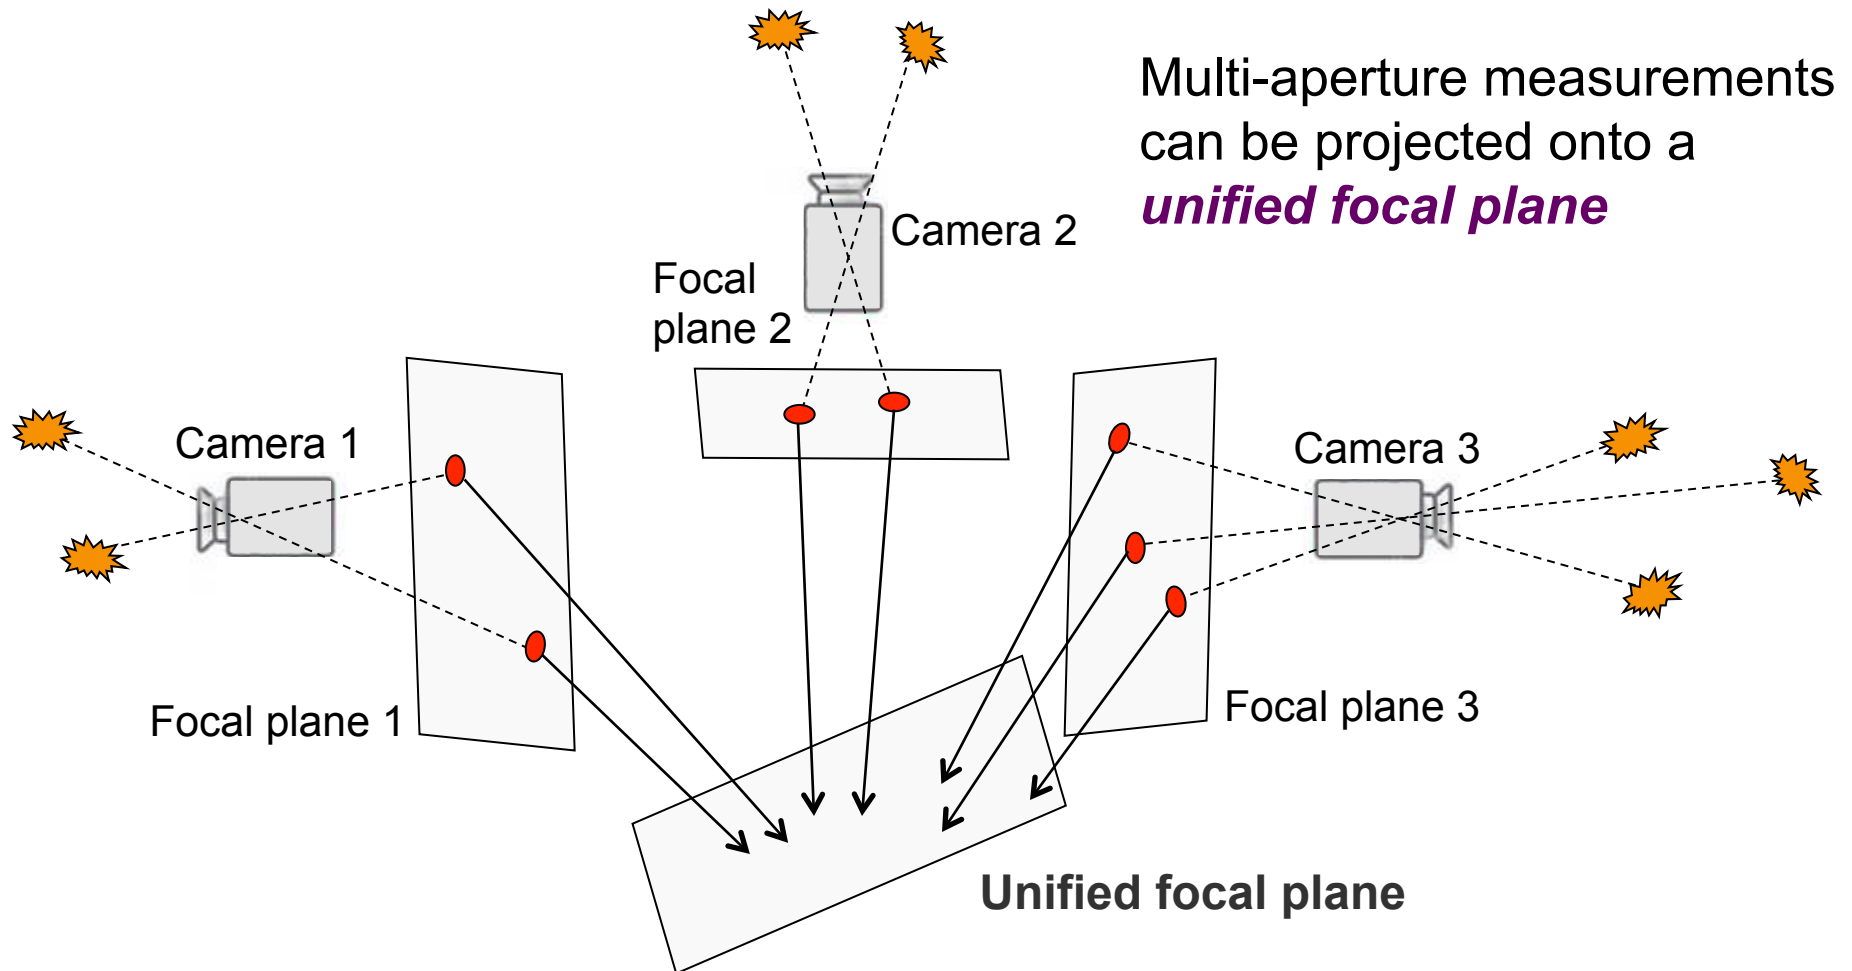 Multi-aperture measurements
can be projected onto a
unified focal plane
Camera 2
Focal
plane 2
Camera 1
Camera 3
Focal plane 1
Focal plane 3
Unified focal plane